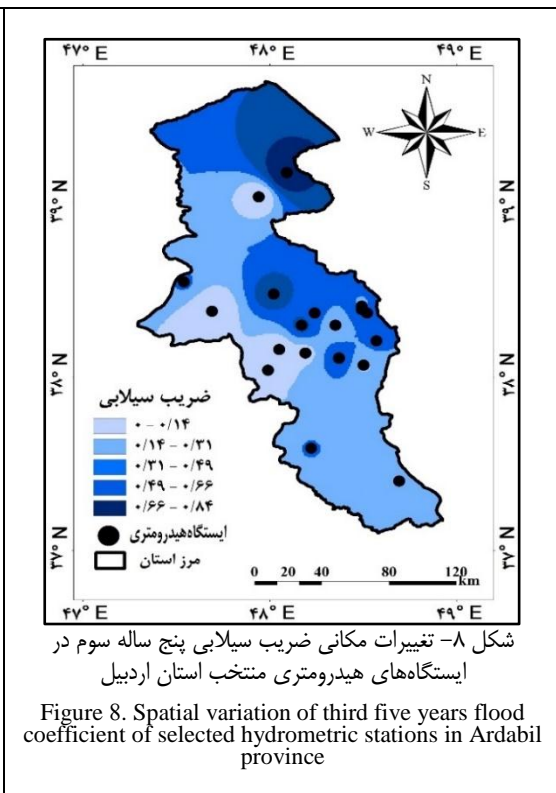 ۴۷° E ۴۸° E ۴۹° E
N
W E
S
۳۹° N ۳۹° N
۳۸° N ۳۸° N
ضریب سیلابی
۰ - ۰/۱۴
۰/۱۴ - ۰/۳۱
۰/۳۱ - ۰/۴۹
۰/۴۹ - ۰/۶۶
۰/۶۶ - ۰/۸۴
ایستگاه‌هیدرومتری
مرز استان
۳۷° N ۳۷° N
0 20 40 80 120
km
۴۷° E ۴۸° E ۴۹° E
شکل ۸- تغییرات مکانی ضریب سیلابی پنج ساله سوم در
ایستگاه‌های هیدرومتری منتخب استان اردبیل
Figure 8. Spatial variation of third five years flood
coefficient of selected hydrometric stations in Ardabil
province